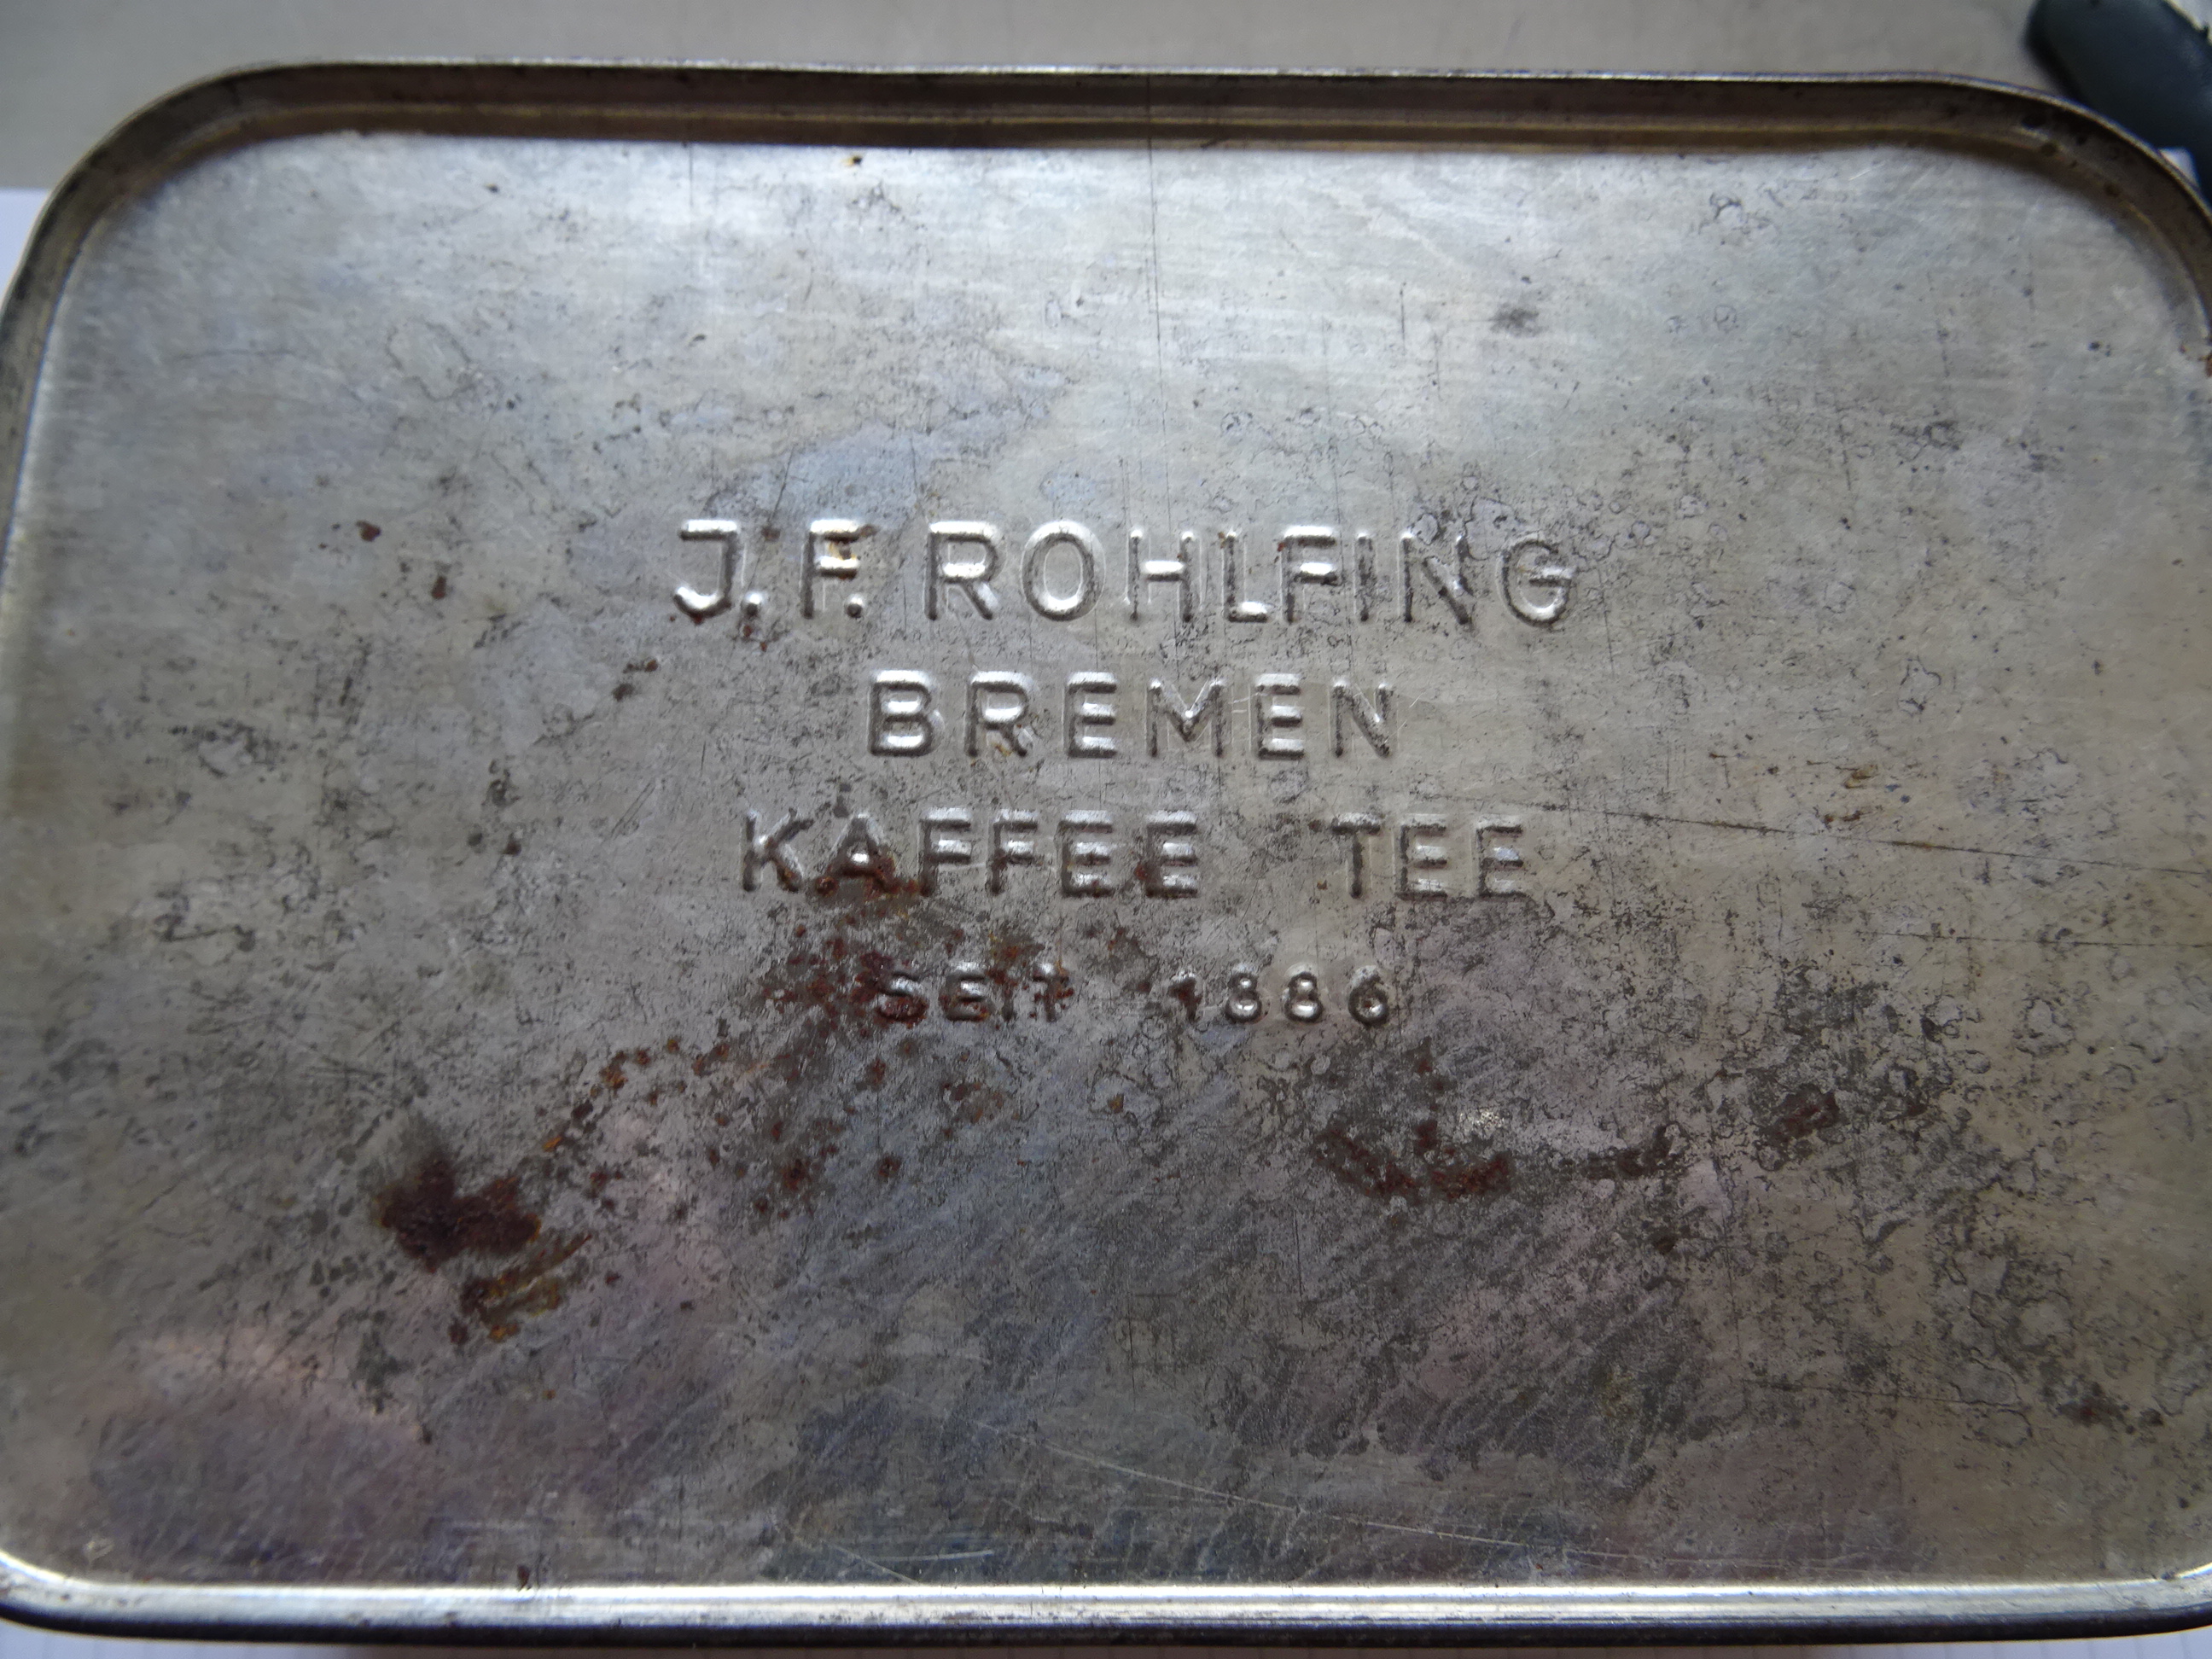 J.F. ROHLFING
BREMEN
KAFFEE TEE
SEIT 1886